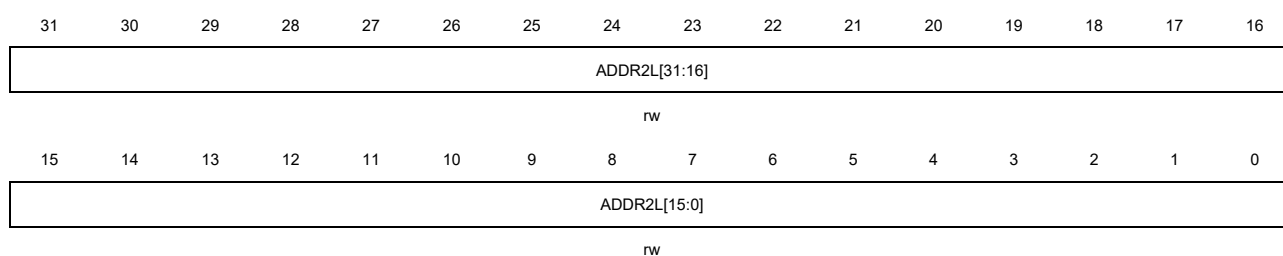 31 30 29 28 27 26 25 24 23 22 21 20 19 18 17 16
ADDR2L[31:16]
rw
15 14 13 12 11 10 9 8 7 6 5 4 3 2 1 0
ADDR2L[15:0]
rw